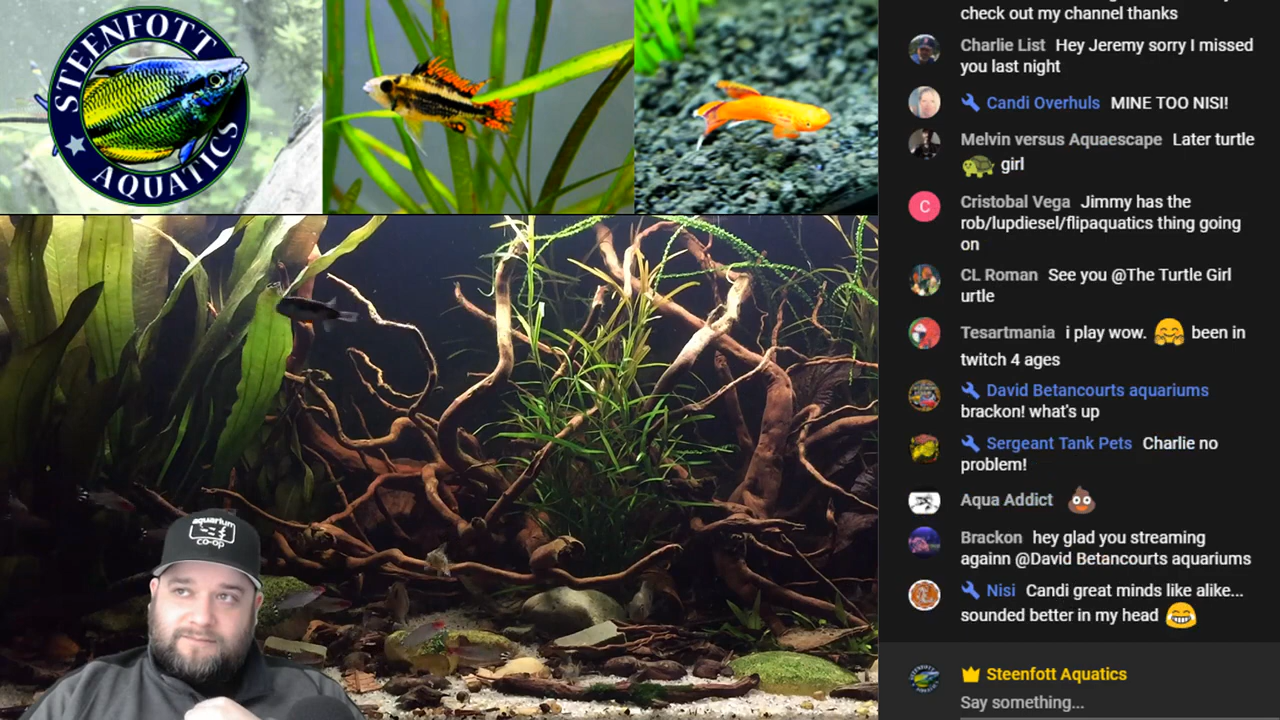 STEENFOTT
AQUATICS
aquarium
co-op
check out my channel thanks
Charlie List Hey Jeremy sorry I missed
you last night
Candi Overhuls MINE TOO NISI!
Melvin versus Aquaescape Later turtle
🐢 girl
C
Cristobal Vega Jimmy has the
rob/lupdiesel/flipaquatics thing going
on
CL Roman See you @The Turtle Girl
urtle
Tesartmania i play wow. 🤗 been in
twitch 4 ages
David Betancourts aquariums
brackon! what's up
Sergeant Tank Pets Charlie no
problem!
Aqua Addict 💩
Brackon hey glad you streaming
againn @David Betancourts aquariums
Nisi Candi great minds like alike...
sounded better in my head 😁
Steenfott Aquatics
Say something...